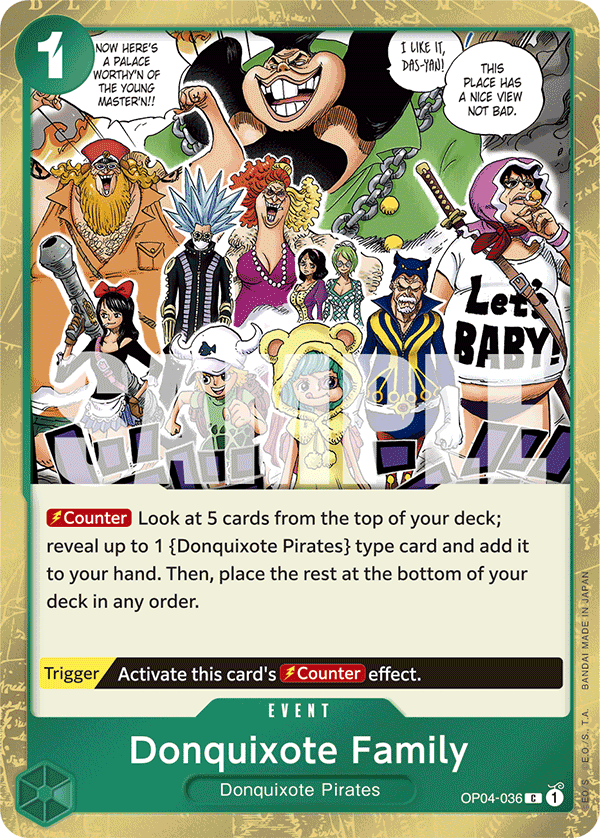 1
NOW HERE'S
A PALACE
WORTHY'N OF
THE YOUNG
MASTER'N!!
I LIKE IT,
DAS-YAN!
THIS
PLACE HAS
A NICE VIEW
NOT BAD.
Let's
BABY!
SAMPLE
Counter Look at 5 cards from the top of your deck;
reveal up to 1 {Donquixote Pirates} type card and add it
to your hand. Then, place the rest at the bottom of your
deck in any order.
Trigger Activate this card's Counter effect.
EVENT
Donquixote Family
Donquixote Pirates
OP04-036 C 1
©E.O./S., T.A. BANDAI MADE IN JAPAN